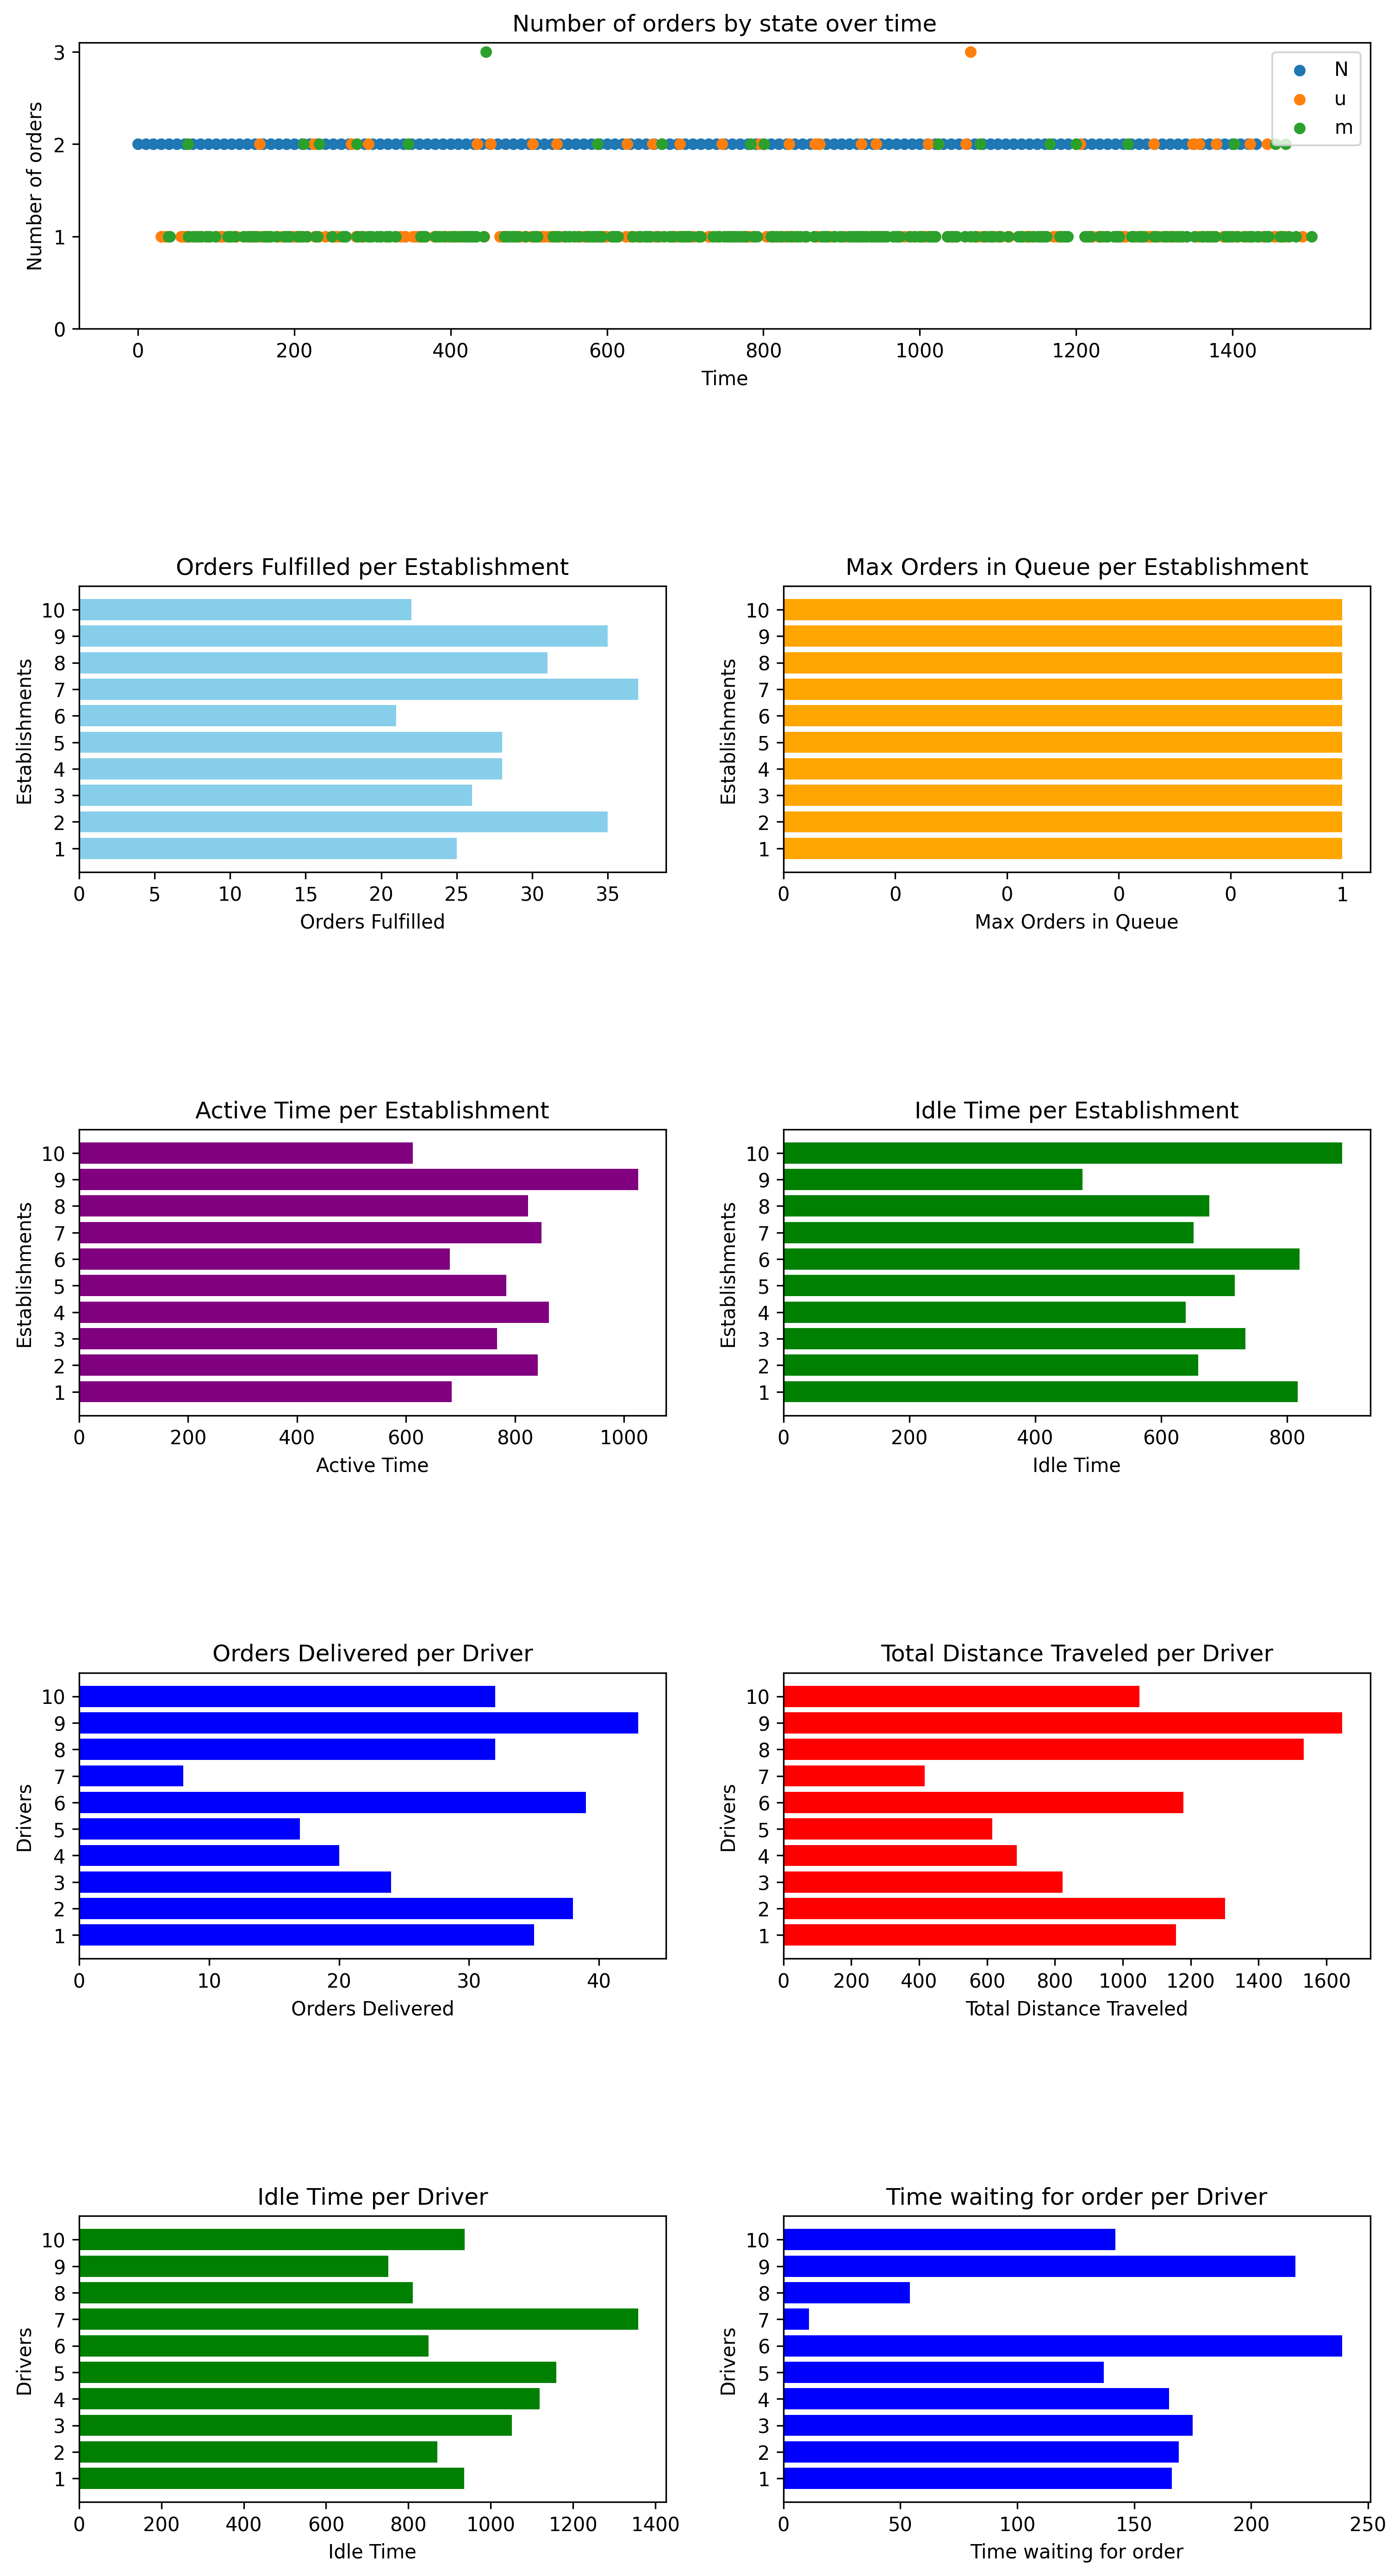 Number of orders by state over time
Number of orders
3
2
1
0
N
u
m
0 200 400 600 800 1000 1200 1400
Time
Orders Fulfilled per Establishment
Establishments
10
9
8
7
6
5
4
3
2
1
0 5 10 15 20 25 30 35
Orders Fulfilled
Max Orders in Queue per Establishment
Establishments
10
9
8
7
6
5
4
3
2
1
0 0 0 0 0 1
Max Orders in Queue
Active Time per Establishment
Establishments
10
9
8
7
6
5
4
3
2
1
0 200 400 600 800 1000
Active Time
Idle Time per Establishment
Establishments
10
9
8
7
6
5
4
3
2
1
0 200 400 600 800
Idle Time
Orders Delivered per Driver
Drivers
10
9
8
7
6
5
4
3
2
1
0 10 20 30 40
Orders Delivered
Total Distance Traveled per Driver
Drivers
10
9
8
7
6
5
4
3
2
1
0 200 400 600 800 1000 1200 1400 1600
Total Distance Traveled
Idle Time per Driver
Drivers
10
9
8
7
6
5
4
3
2
1
0 200 400 600 800 1000 1200 1400
Idle Time
Time waiting for order per Driver
Drivers
10
9
8
7
6
5
4
3
2
1
0 50 100 150 200 250
Time waiting for order